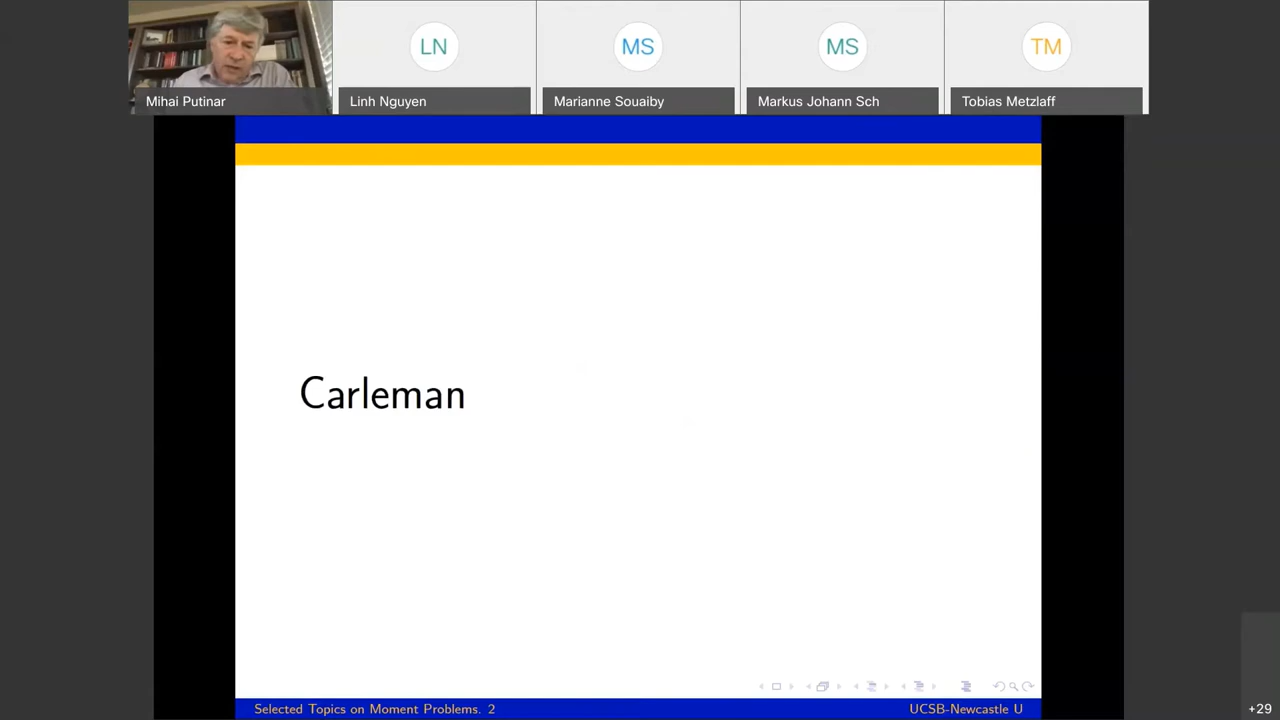 LN
MS
MS
TM
Mihai Putinar
Linh Nguyen
Marianne Souaiby
Markus Johann Sch
Tobias Metzlaff
Carleman
Selected Topics on Moment Problems. 2
UCSB-Newcastle U
+29